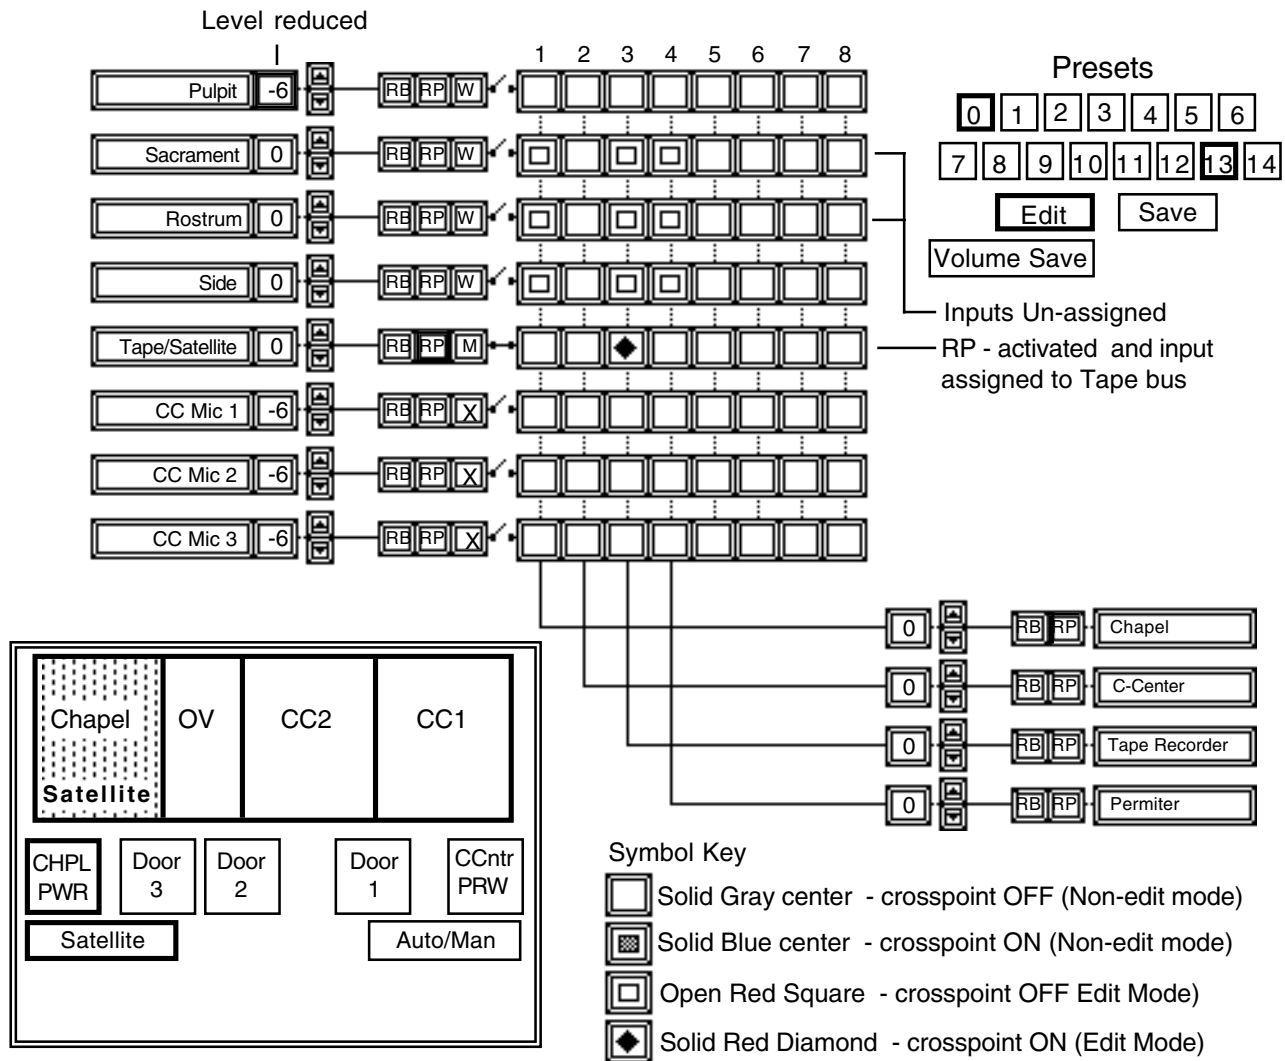 Level reduced
1 2 3 4 5 6 7 8
Pulpit -6 RB RP W
Sacrament 0 RB RP W
Rostrum 0 RB RP W
Side 0 RB RP W
Tape/Satellite 0 RB RP M
CC Mic 1 -6 RB RP X
CC Mic 2 -6 RB RP X
CC Mic 3 -6 RB RP X
Presets
0 1 2 3 4 5 6
7 8 9 10 11 12 13 14
Edit Save
Volume Save
Inputs Un-assigned
RP - activated and input
assigned to Tape bus
0 RB RP Chapel
0 RB RP C-Center
0 RB RP Tape Recorder
0 RB RP Permiter
Chapel OV CC2 CC1
Satellite
CHPL
PWR
Door
3
Door
2
Door
1
CCntr
PRW
Satellite Auto/Man
Symbol Key
Solid Gray center - crosspoint OFF (Non-edit mode)
Solid Blue center - crosspoint ON (Non-edit mode)
Open Red Square - crosspoint OFF Edit Mode)
Solid Red Diamond - crosspoint ON (Edit Mode)